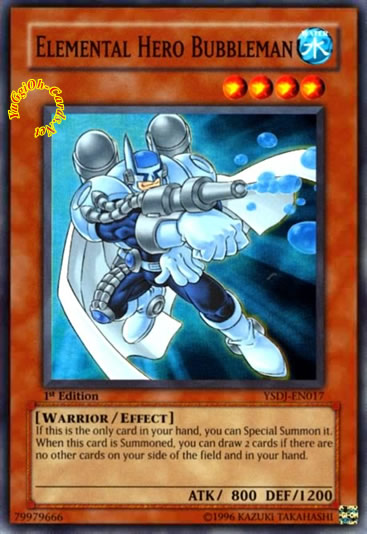 ELEMENTAL HERO BUBBLEMAN
WATER
水
YuGgiOh-Cards.Net
1st Edition
YSDJ-EN017
[WARRIOR/EFFECT]
If this is the only card in your hand, you can Special Summon it.
When this card is Summoned, you can draw 2 cards if there are
no other cards on your side of the field and in your hand.
ATK/ 800 DEF/1200
79979666
©1996 KAZUKI TAKAHASHI